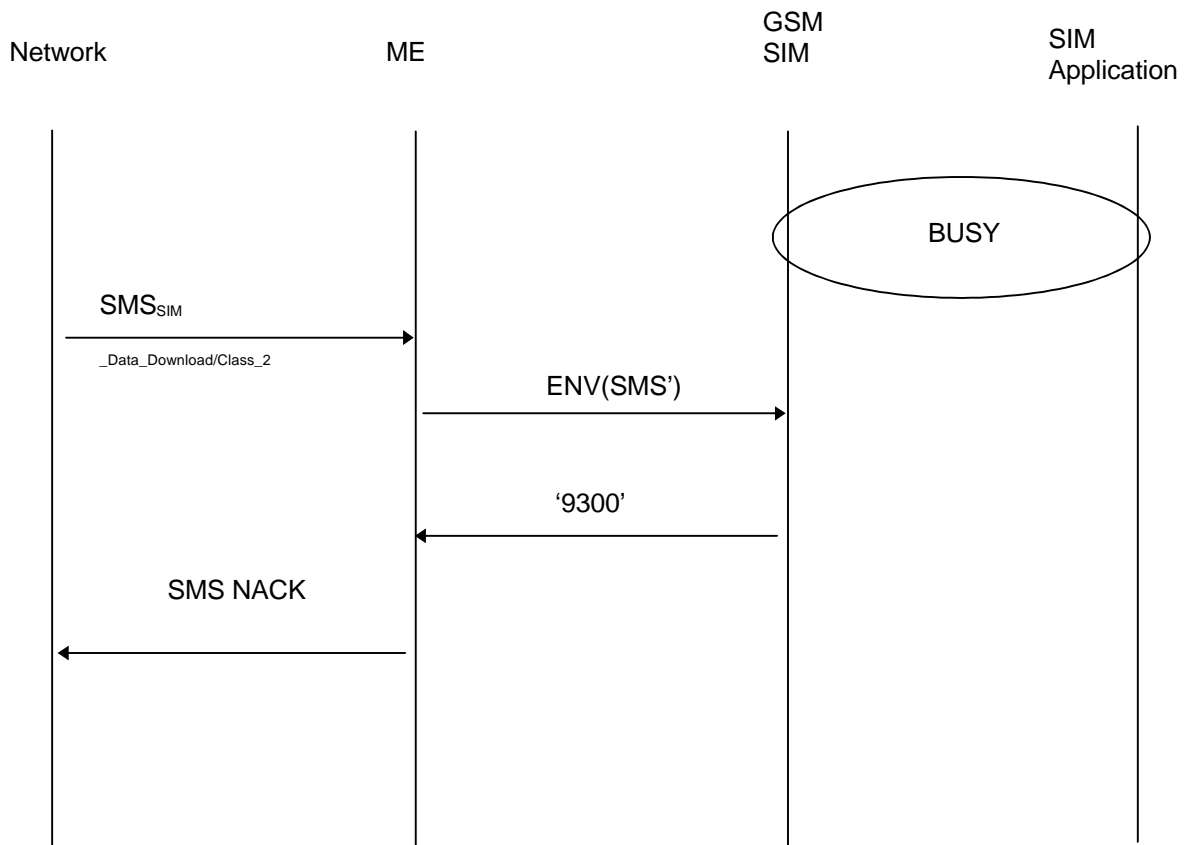 Network
ME
GSM
SIM
SIM
Application
BUSY
SMSSIM
_Data_Download/Class_2
ENV(SMS’)
‘9300’
SMS NACK